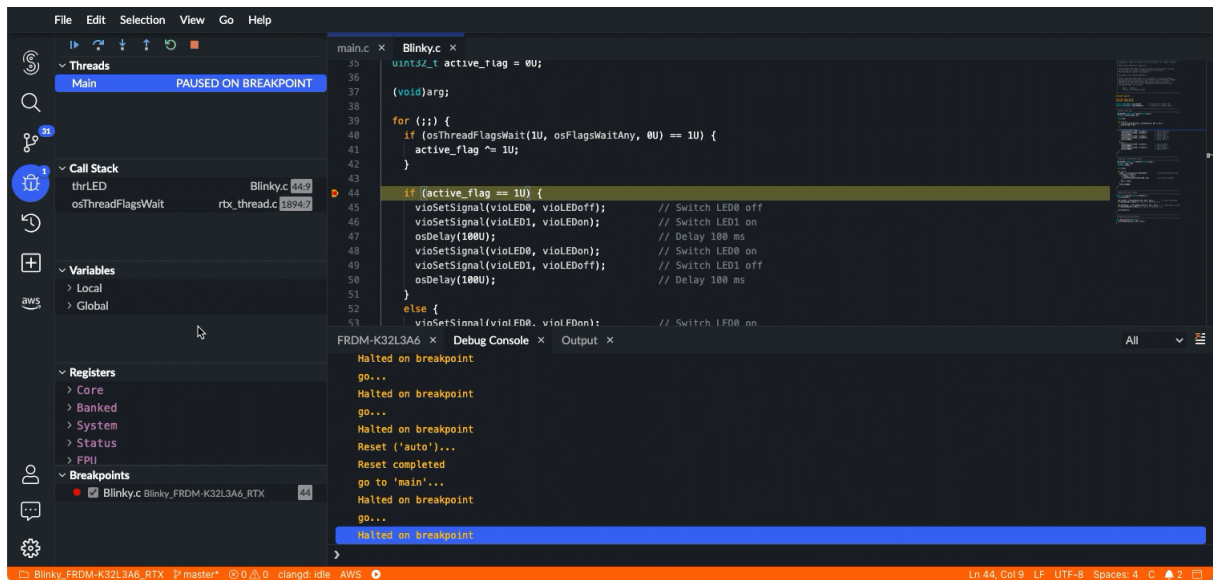 File Edit Selection View Go Help
Threads
Main PAUSED ON BREAKPOINT
31
1
Call Stack
thrLED Blinky.c 44:9
osThreadFlagsWait rtx_thread.c 1894:7
Variables
Local
Global
aws
Registers
Core
Banked
System
Status
FPU
Breakpoints
Blinky.c Blinky_FRDM-K32L3A6_RTX 44
main.c × Blinky.c ×
35 uint32_t active_flag = 0U;
36
37 (void)arg;
38
39 for (;;) {
40 if (osThreadFlagsWait(1U, osFlagsWaitAny, 0U) == 1U) {
41 active_flag ^= 1U;
42 }
43
44 if (active_flag == 1U) {
45 vioSetSignal(vioLED0, vioLEDoff); // Switch LED0 off
46 vioSetSignal(vioLED1, vioLEDon); // Switch LED1 on
47 osDelay(100U); // Delay 100 ms
48 vioSetSignal(vioLED0, vioLEDon); // Switch LED0 on
49 vioSetSignal(vioLED1, vioLEDoff); // Switch LED1 off
50 osDelay(100U); // Delay 100 ms
51 }
52 else {
53 vioSetSignal(vioLED0, vioLEDon); // Switch LED0 on
FRDM-K32L3A6 × Debug Console × Output × All
Halted on breakpoint
go...
Halted on breakpoint
go...
Halted on breakpoint
Reset ('auto')...
Reset completed
go to 'main'...
Halted on breakpoint
go...
Halted on breakpoint
Blinky_FRDM-K32L3A6_RTX master* 0 0 clangd: idle AWS Ln 44, Col 9 LF UTF-8 Spaces: 4 C 2